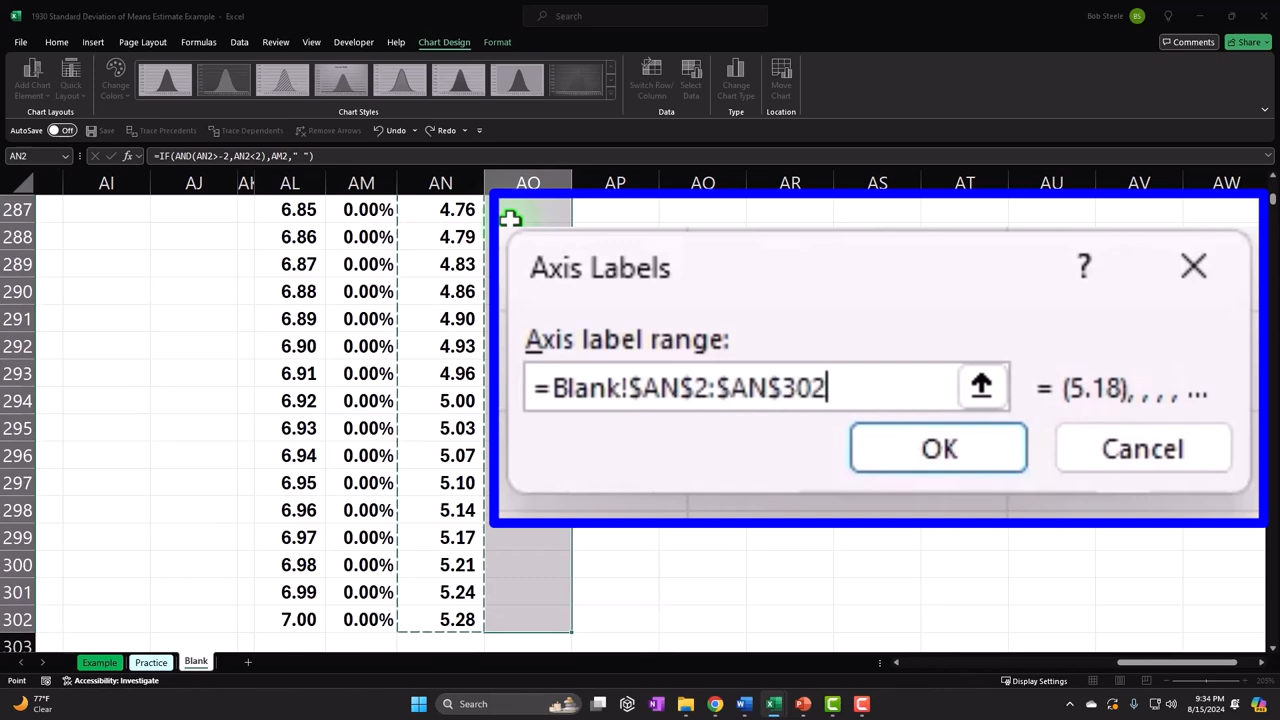 1930 Standard Deviation of Means Estimate Example - Excel
Search
Bob Steele
BS
File Home Insert Page Layout Formulas Data Review View Developer Help Chart Design Format
Comments
Share
Add Chart Element
Quick Layout
Change Colors
Switch Row/ Column
Select Data
Change Chart Type
Move Chart
Chart Layouts
Chart Styles
Data
Type
Location
AutoSave Off Save Trace Precedents Trace Dependents Remove Arrows Undo Redo
AN2 fx =IF(AND(AN2>-2,AN2<2),AM2," ")
AI AJ AK AL AM AN AO AP AQ AR AS AT AU AV AW
287 6.85 0.00% 4.76
288 6.86 0.00% 4.79
289 6.87 0.00% 4.83
290 6.88 0.00% 4.86
291 6.89 0.00% 4.90
292 6.90 0.00% 4.93
293 6.91 0.00% 4.96
294 6.92 0.00% 5.00
295 6.93 0.00% 5.03
296 6.94 0.00% 5.07
297 6.95 0.00% 5.10
298 6.96 0.00% 5.14
299 6.97 0.00% 5.17
300 6.98 0.00% 5.21
301 6.99 0.00% 5.24
302 7.00 0.00% 5.28
303
Axis Labels ?
Axis label range:
=Blank!$AN$2:$AN$302 = (5.18), , , , ...
OK Cancel
Example Practice Blank
Point Accessibility: Investigate Display Settings 205%
77°F
Clear
Search
9:34 PM
8/15/2024